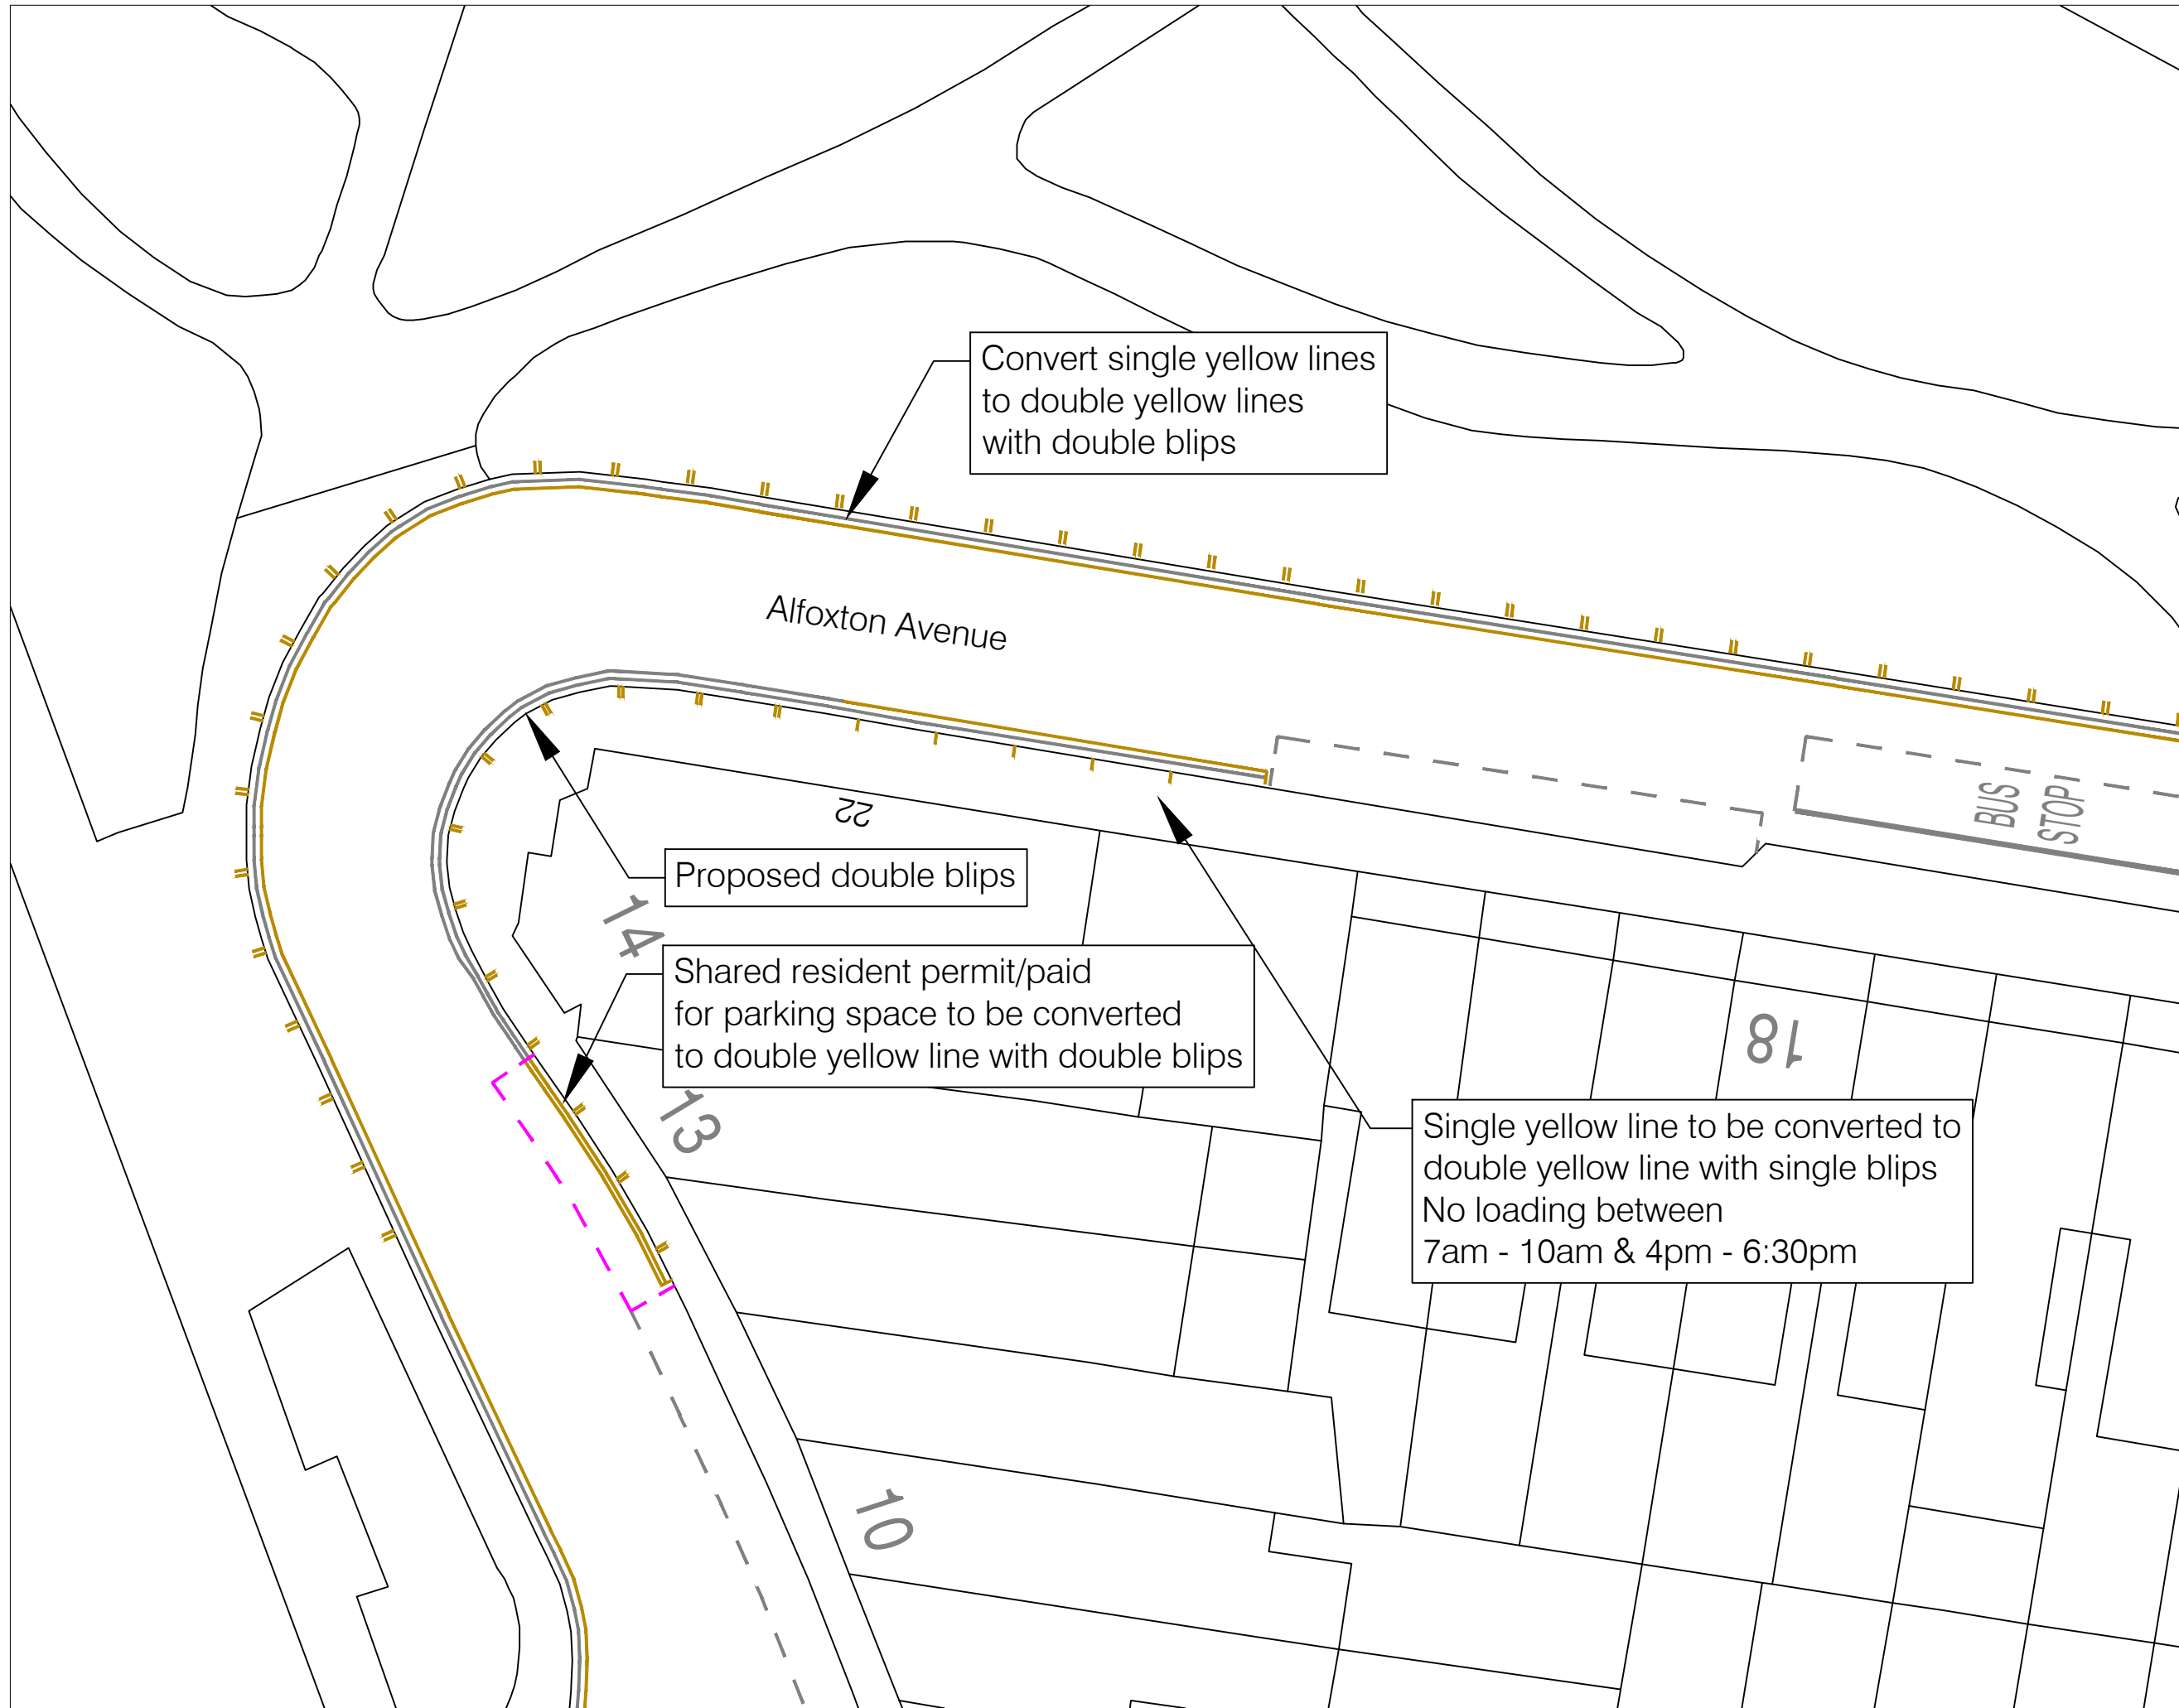 Convert single yellow lines
to double yellow lines
with double blips
Alfoxton Avenue
BUS
STOP
22
Proposed double blips
14
Shared resident permit/paid
for parking space to be converted
to double yellow line with double blips
18
13
Single yellow line to be converted to
double yellow line with single blips
No loading between
7am - 10am & 4pm - 6:30pm
10